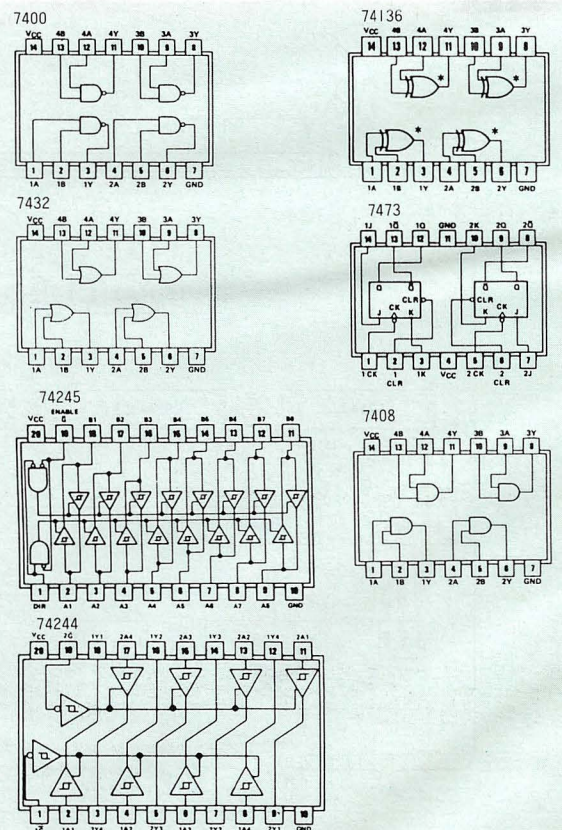 7400
VCC 4B 4A 4Y 3B 3A 3Y
14 13 12 11 10 9 8
1 2 3 4 5 6 7
1A 1B 1Y 2A 2B 2Y GND
74136
VCC 4B 4A 4Y 3B 3A 3Y
14 13 12 11 10 9 8
* *
* *
1 2 3 4 5 6 7
1A 1B 1Y 2A 2B 2Y GND
7432
VCC 4B 4A 4Y 3B 3A 3Y
14 13 12 11 10 9 8
1 2 3 4 5 6 7
1A 1B 1Y 2A 2B 2Y GND
7473
1J 1Q̅ 1Q GND 2K 2Q 2Q̅
14 13 12 11 10 9 8
Q Q̅ Q Q̅
CLR CLR
CK CK
J K K J
1 2 3 4 5 6 7
1 CK 1 CLR 1K VCC 2 CK 2 CLR 2J
74245
ENABLE
VCC G̅ B1 B2 B3 B4
20 17 16 15 14 13 12 11
1 2 3 4 5 6 7 8 9 10
DIR A1 A2 A3 A4 A5 A6 A7 A8 GND
7408
VCC 4B 4A 4Y 3B 3A 3Y
14 13 12 11 10 9 8
1 2 3 4 5 6 7
1A 1B 1Y 2A 2B 2Y GND
74244
VCC 2G̅ 1Y1 2A4 1Y2 2A3 1Y3 2A2 1Y4 2A1
20 17 16 15 14 13 12 11
1 2 3 4 5 6 7 8 9 10